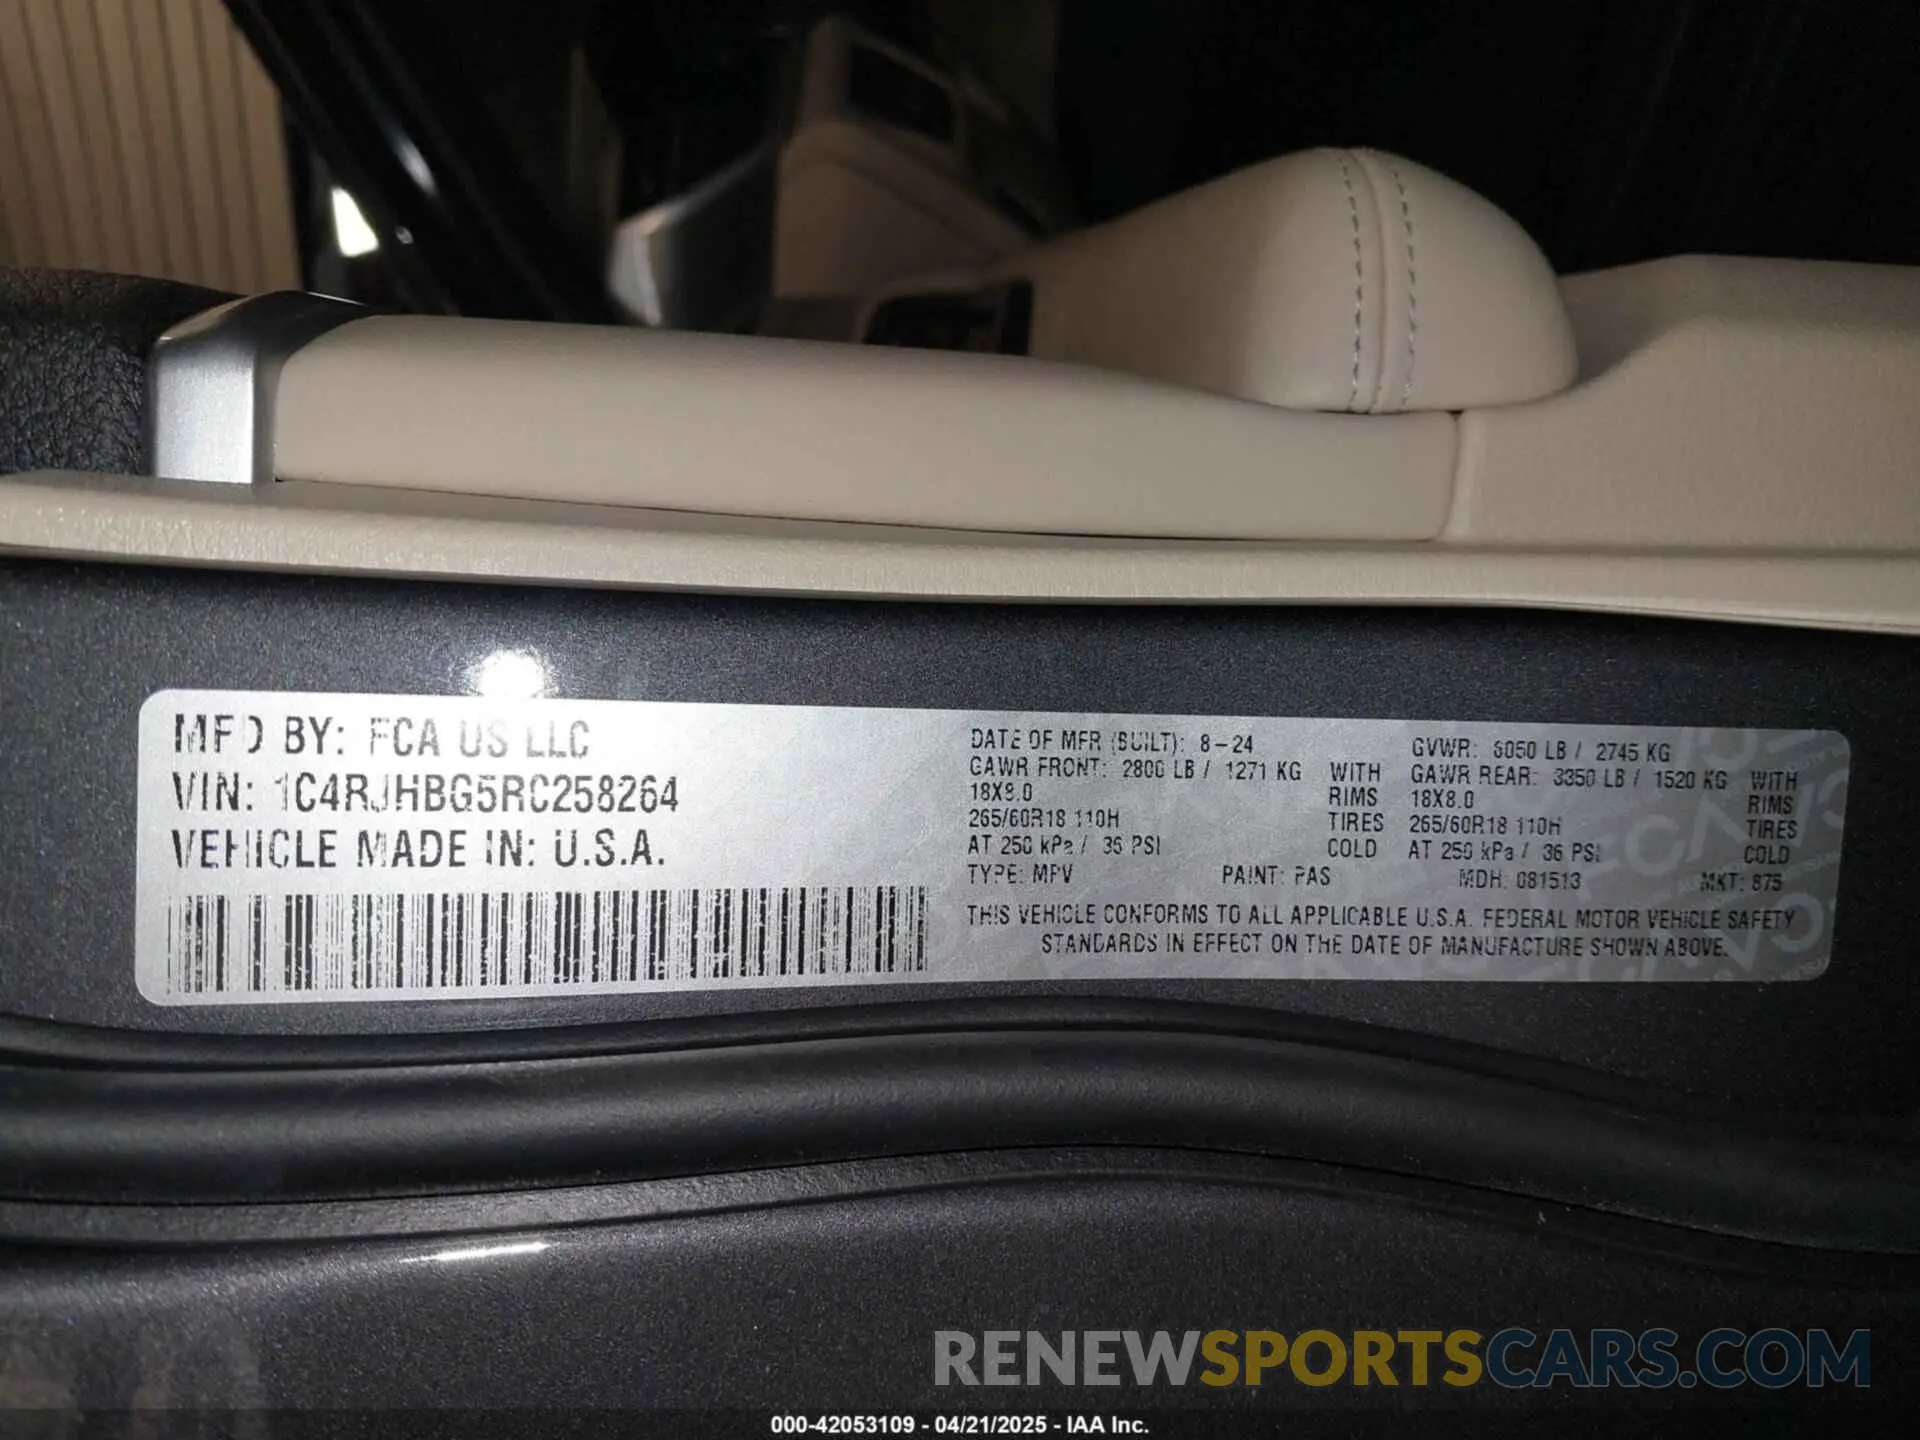 MFD BY: FCA US LLC
VIN: 1C4RJHBG5RC258264
VEHICLE MADE IN: U.S.A.
DATE OF MFR (BUILT): 8-24
GAWR FRONT: 2800 LB / 1271 KG WITH
18X8.0 RIMS
265/60R18 110H TIRES
AT 250 kPa / 36 PSI COLD
GVWR: 6050 LB / 2745 KG
GAWR REAR: 3350 LB / 1520 KG WITH
18X8.0 RIMS
265/60R18 110H TIRES
AT 250 kPa / 36 PSI COLD
TYPE: MPV PAINT: PAS MDH: 081513 MKT: 875
THIS VEHICLE CONFORMS TO ALL APPLICABLE U.S.A. FEDERAL MOTOR VEHICLE SAFETY
STANDARDS IN EFFECT ON THE DATE OF MANUFACTURE SHOWN ABOVE.
RENEWSPORTSCARS.COM
000-42053109 - 04/21/2025 - IAA Inc.